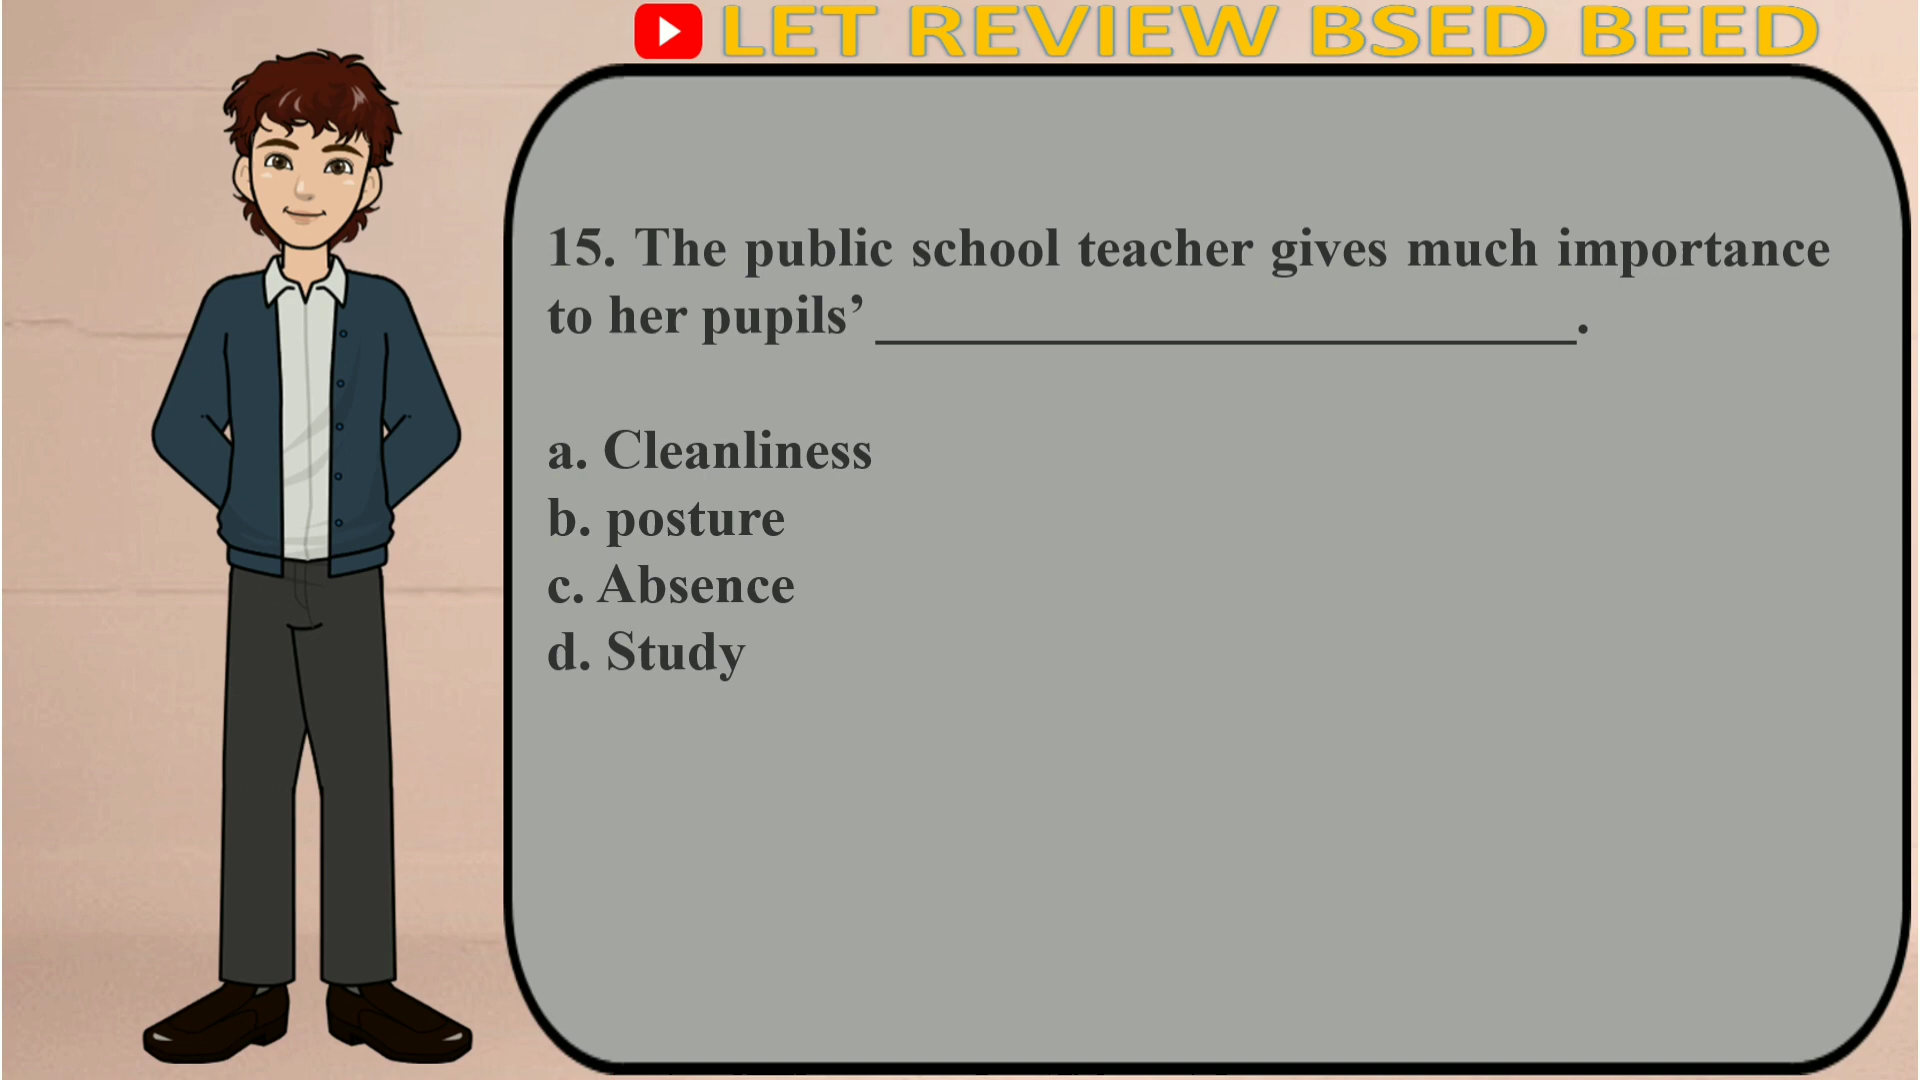 LET REVIEW BSED BEED
15. The public school teacher gives much importance
to her pupils’ __________________________.
a. Cleanliness
b. posture
c. Absence
d. Study